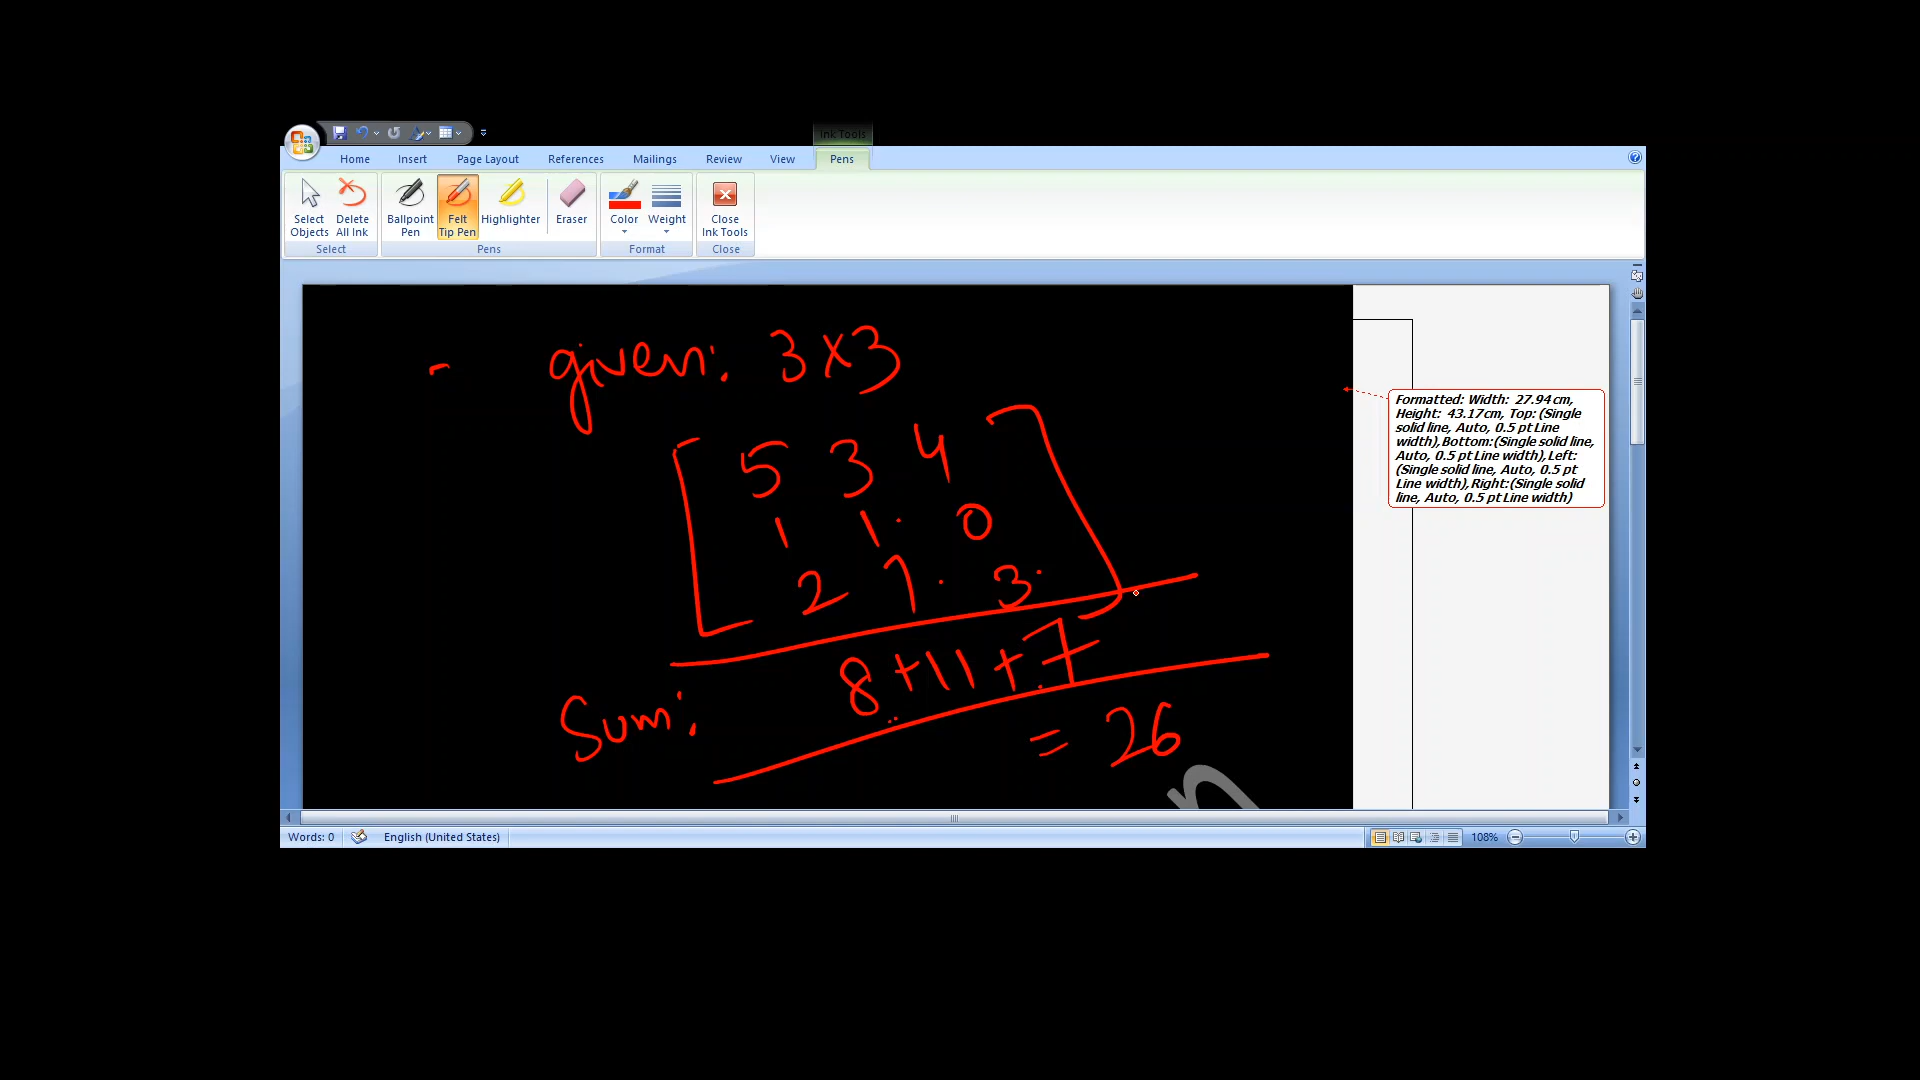 Ink Tools
Home Insert Page Layout References Mailings Review View Pens
Select Objects
Delete All Ink
Ballpoint Pen
Felt Tip Pen
Highlighter
Eraser
Color
Weight
Close Ink Tools
Select Pens Format Close
given: 3x3
5 3 4
1 1 0
2 7 3
8+11+7
Sum:
= 26
Formatted: Width: 27.94 cm,
Height: 43.17 cm, Top: (Single
solid line, Auto, 0.5 pt Line
width), Bottom: (Single solid line,
Auto, 0.5 pt Line width), Left:
(Single solid line, Auto, 0.5 pt
Line width), Right: (Single solid
line, Auto, 0.5 pt Line width)
Words: 0 English (United States) 108%